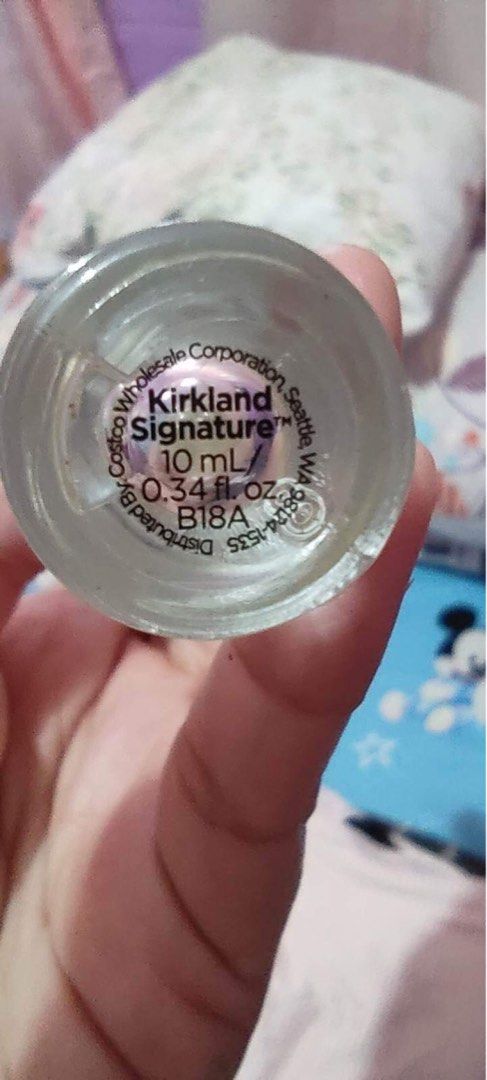 Kirkland
Signature™
10 mL/
0.34 fl. oz.
B18A
Distributed By: Costco Wholesale Corporation, Seattle, WA 98124-1535